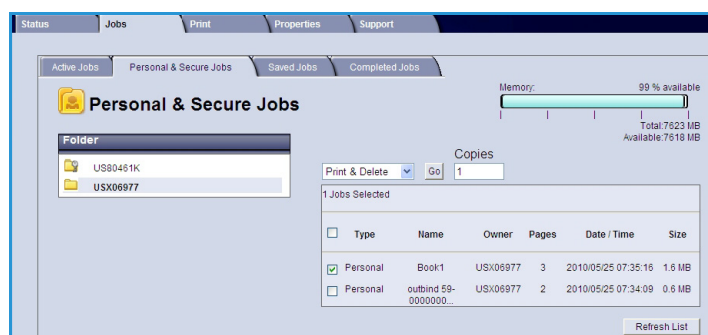 Status Jobs Print Properties Support
Active Jobs Personal & Secure Jobs Saved Jobs Completed Jobs
Memory: 99 % available
Personal & Secure Jobs
Total:7623 MB
Available:7618 MB
Folder
US80461K
USX06977
Copies
Print & Delete Go 1
1 Jobs Selected
Type Name Owner Pages Date / Time Size
Personal Book1 USX06977 3 2010/05/25 07:35:16 1.6 MB
Personal outbind 59-0000000... USX06977 2 2010/05/25 07:34:09 0.6 MB
Refresh List